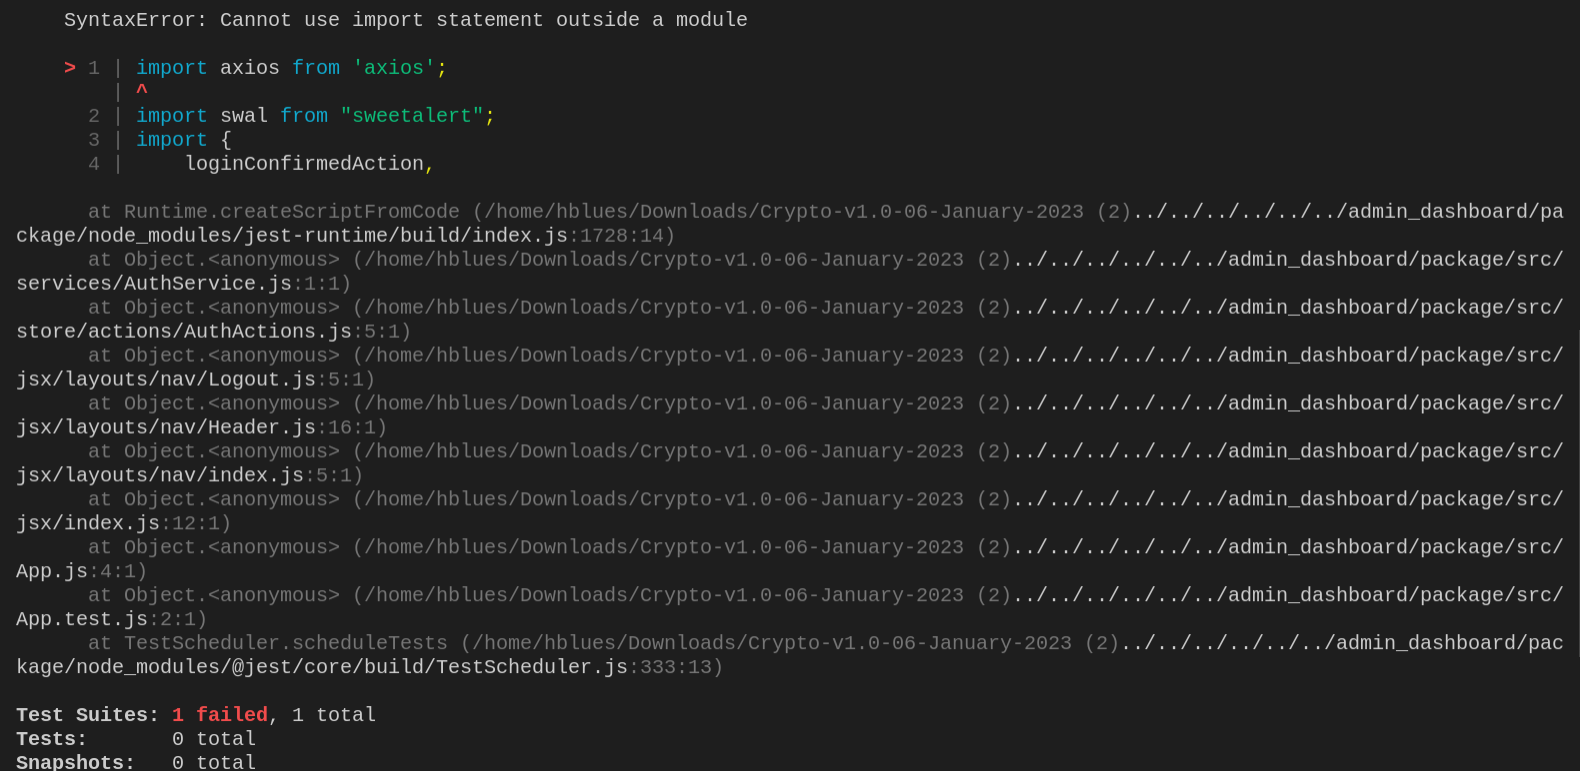 SyntaxError: Cannot use import statement outside a module
> 1 | import axios from 'axios';
| ^
2 | import swal from "sweetalert";
3 | import {
4 | loginConfirmedAction,
at Runtime.createScriptFromCode (/home/hblues/Downloads/Crypto-v1.0-06-January-2023 (2)../../../../../../admin_dashboard/pa
ckage/node_modules/jest-runtime/build/index.js:1728:14)
at Object.<anonymous> (/home/hblues/Downloads/Crypto-v1.0-06-January-2023 (2)../../../../../../admin_dashboard/package/src/
services/AuthService.js:1:1)
at Object.<anonymous> (/home/hblues/Downloads/Crypto-v1.0-06-January-2023 (2)../../../../../../admin_dashboard/package/src/
store/actions/AuthActions.js:5:1)
at Object.<anonymous> (/home/hblues/Downloads/Crypto-v1.0-06-January-2023 (2)../../../../../../admin_dashboard/package/src/
jsx/layouts/nav/Logout.js:5:1)
at Object.<anonymous> (/home/hblues/Downloads/Crypto-v1.0-06-January-2023 (2)../../../../../../admin_dashboard/package/src/
jsx/layouts/nav/Header.js:16:1)
at Object.<anonymous> (/home/hblues/Downloads/Crypto-v1.0-06-January-2023 (2)../../../../../../admin_dashboard/package/src/
jsx/layouts/nav/index.js:5:1)
at Object.<anonymous> (/home/hblues/Downloads/Crypto-v1.0-06-January-2023 (2)../../../../../../admin_dashboard/package/src/
jsx/index.js:12:1)
at Object.<anonymous> (/home/hblues/Downloads/Crypto-v1.0-06-January-2023 (2)../../../../../../admin_dashboard/package/src/
App.js:4:1)
at Object.<anonymous> (/home/hblues/Downloads/Crypto-v1.0-06-January-2023 (2)../../../../../../admin_dashboard/package/src/
App.test.js:2:1)
at TestScheduler.scheduleTests (/home/hblues/Downloads/Crypto-v1.0-06-January-2023 (2)../../../../../../admin_dashboard/pac
kage/node_modules/@jest/core/build/TestScheduler.js:333:13)
Test Suites: 1 failed, 1 total
Tests: 0 total
Snapshots: 0 total